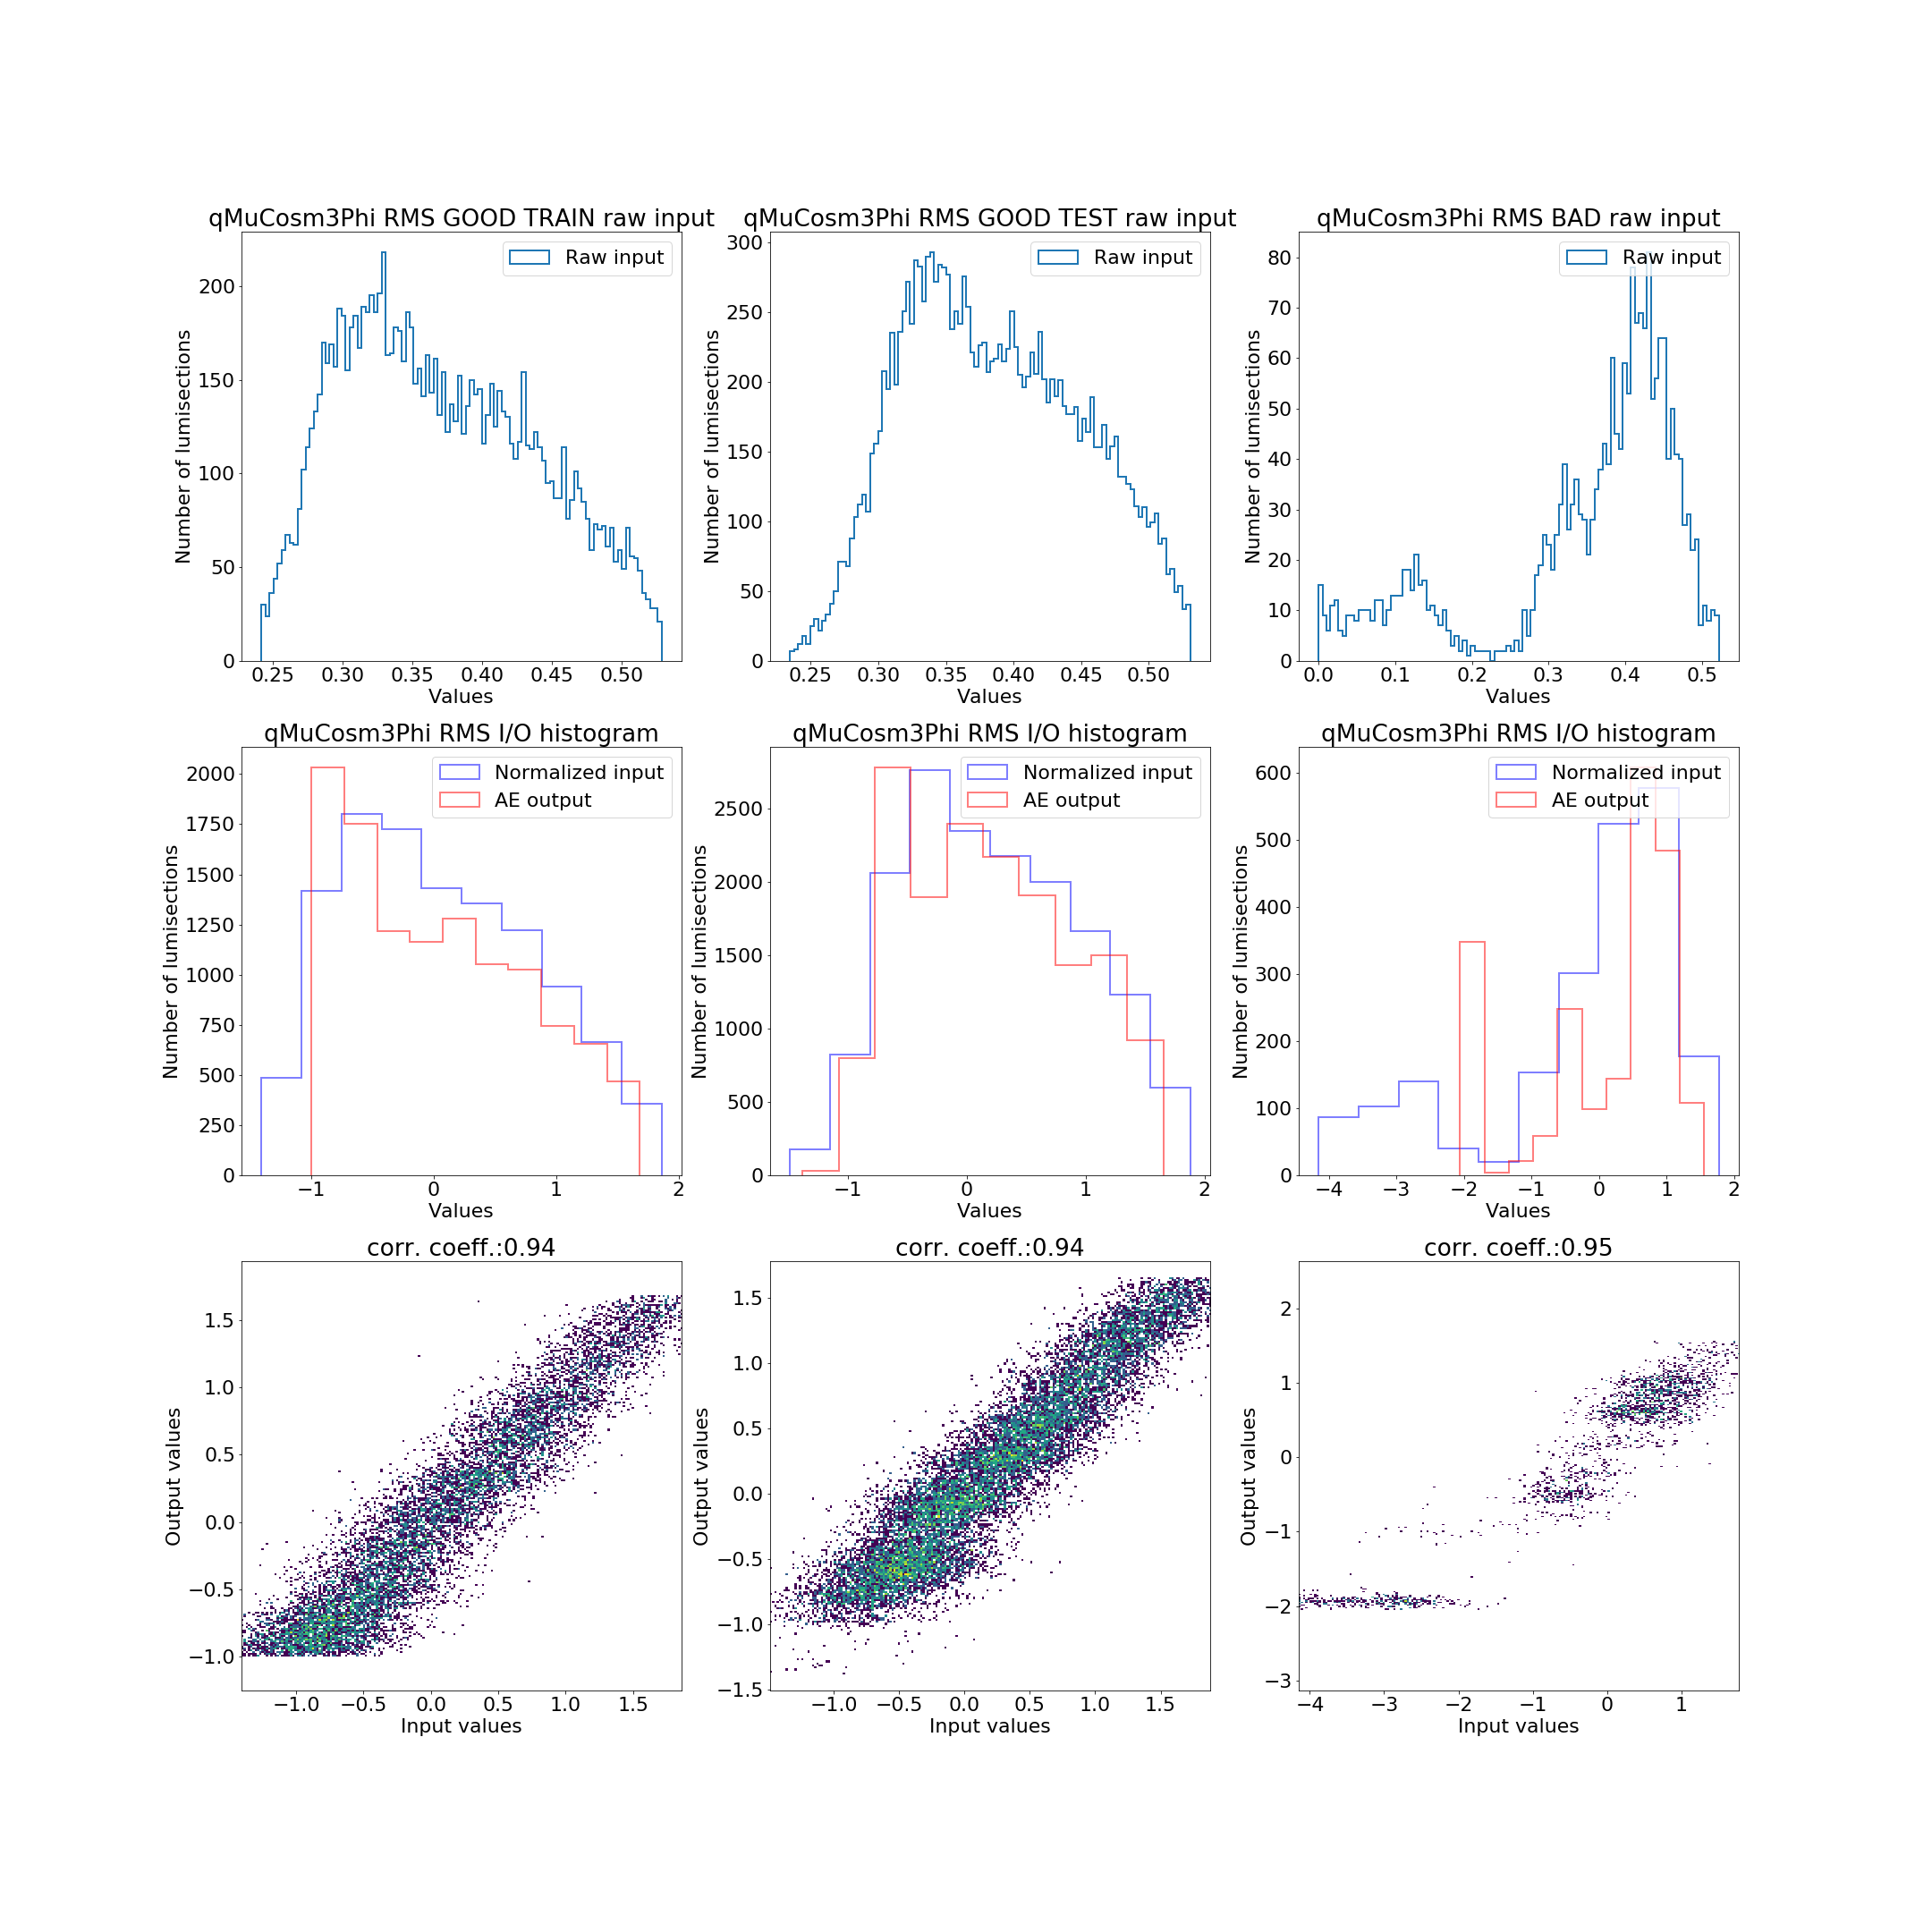 qMuCosm3Phi RMS GOOD TRAIN raw input
Raw input
200
150
100
50
0
Number of lumisections
0.25 0.30 0.35 0.40 0.45 0.50
Values
qMuCosm3Phi RMS GOOD TEST raw input
Raw input
300
250
200
150
100
50
0
Number of lumisections
0.25 0.30 0.35 0.40 0.45 0.50
Values
qMuCosm3Phi RMS BAD raw input
Raw input
80
70
60
50
40
30
20
10
0
Number of lumisections
0.0 0.1 0.2 0.3 0.4 0.5
Values
qMuCosm3Phi RMS I/O histogram
Normalized input
AE output
2000
1750
1500
1250
1000
750
500
250
0
Number of lumisections
−1 0 1 2
Values
qMuCosm3Phi RMS I/O histogram
Normalized input
AE output
2500
2000
1500
1000
500
0
Number of lumisections
−1 0 1 2
Values
qMuCosm3Phi RMS I/O histogram
Normalized input
AE output
600
500
400
300
200
100
0
Number of lumisections
−4 −3 −2 −1 0 1 2
Values
corr. coeff.:0.94
1.5
1.0
0.5
0.0
−0.5
−1.0
Output values
−1.0 −0.5 0.0 0.5 1.0 1.5
Input values
corr. coeff.:0.94
1.5
1.0
0.5
0.0
−0.5
−1.0
−1.5
Output values
−1.0 −0.5 0.0 0.5 1.0 1.5
Input values
corr. coeff.:0.95
2
1
0
−1
−2
−3
Output values
−4 −3 −2 −1 0 1
Input values